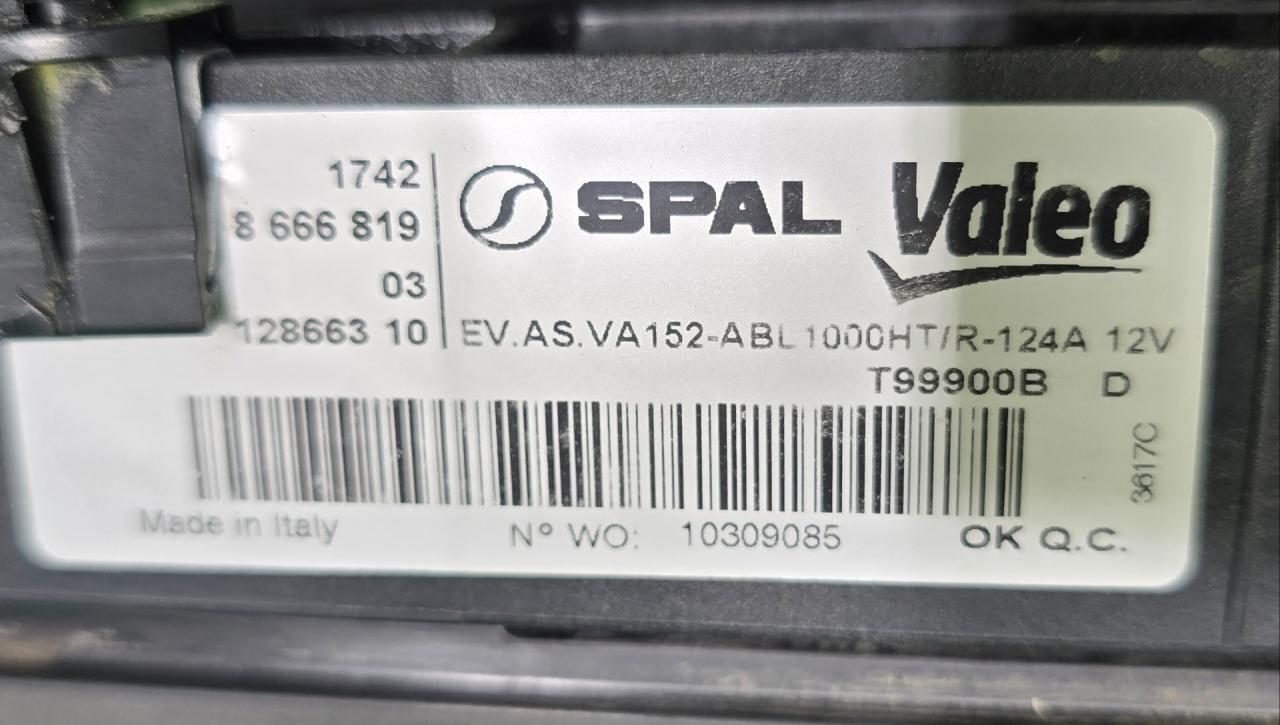 1742
8 666 819
03
128663 10
SPAL
Valeo
EV.AS.VA152-ABL1000HT/R-124A 12V
T99900B D
3617C
Made in Italy
N° WO: 10309085
OK Q.C.